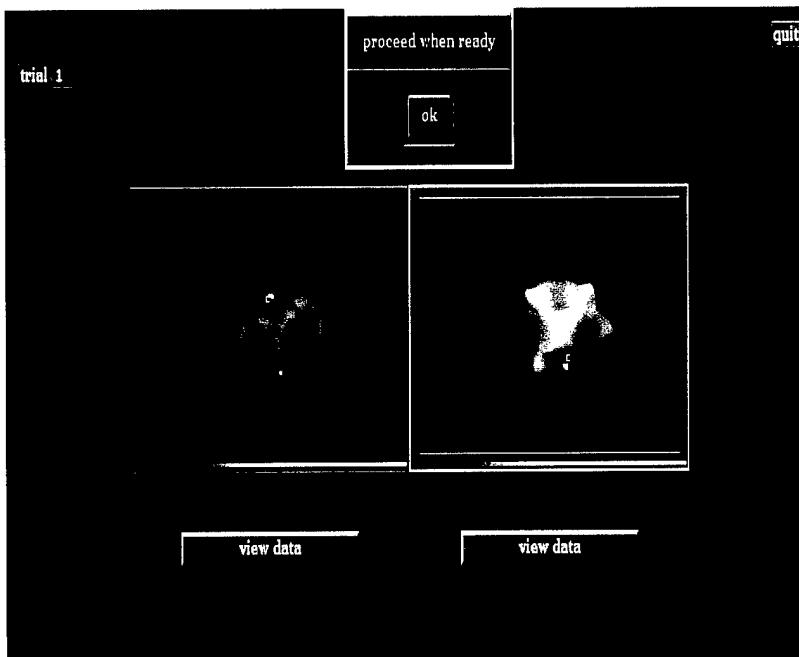 proceed when ready
quit
trial 1
ok
view data
view data